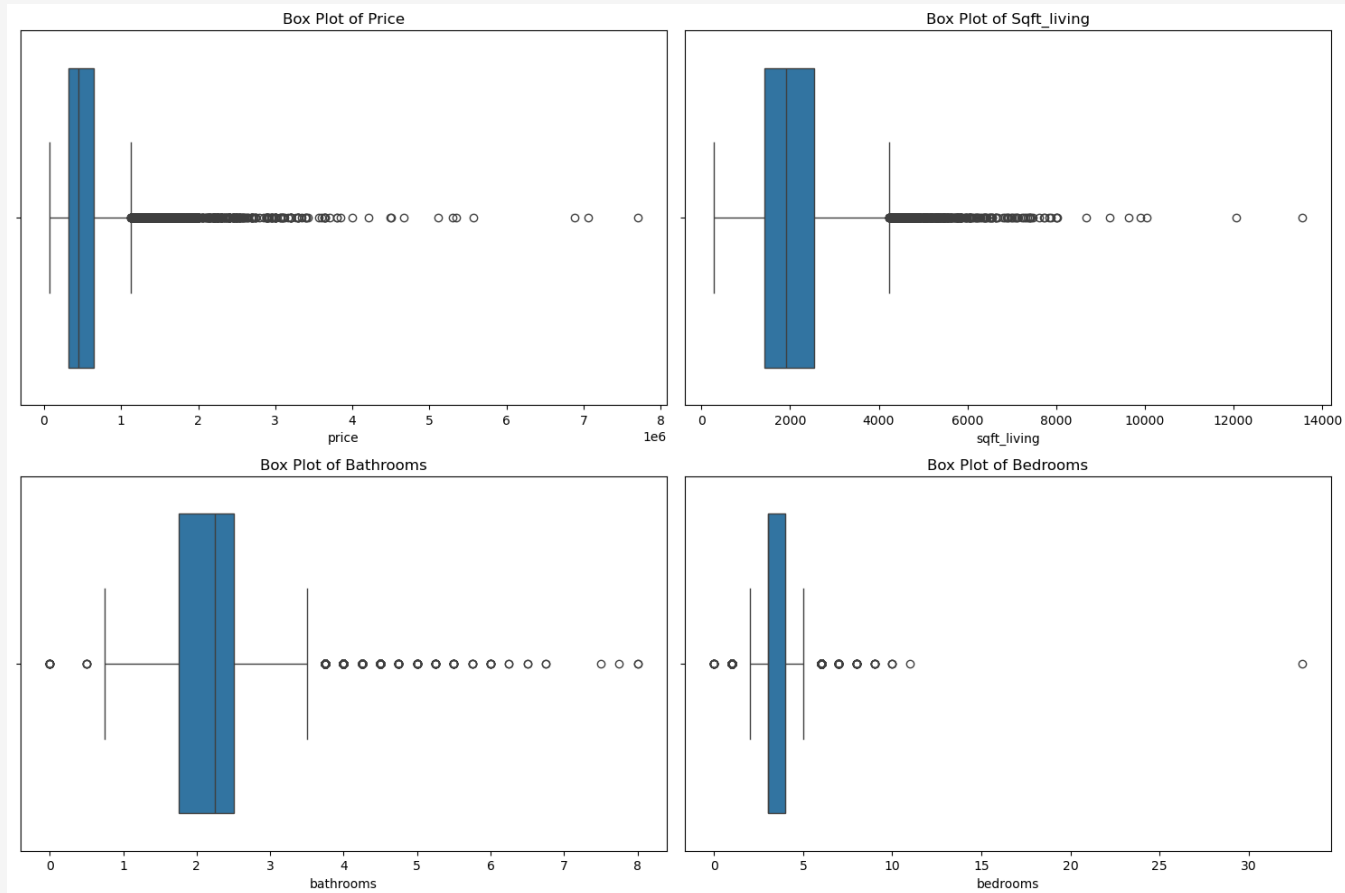 Box Plot of Price
0 1 2 3 4 5 6 7 8
1e6
price
Box Plot of Sqft_living
0 2000 4000 6000 8000 10000 12000 14000
sqft_living
Box Plot of Bathrooms
0 1 2 3 4 5 6 7 8
bathrooms
Box Plot of Bedrooms
0 5 10 15 20 25 30
bedrooms